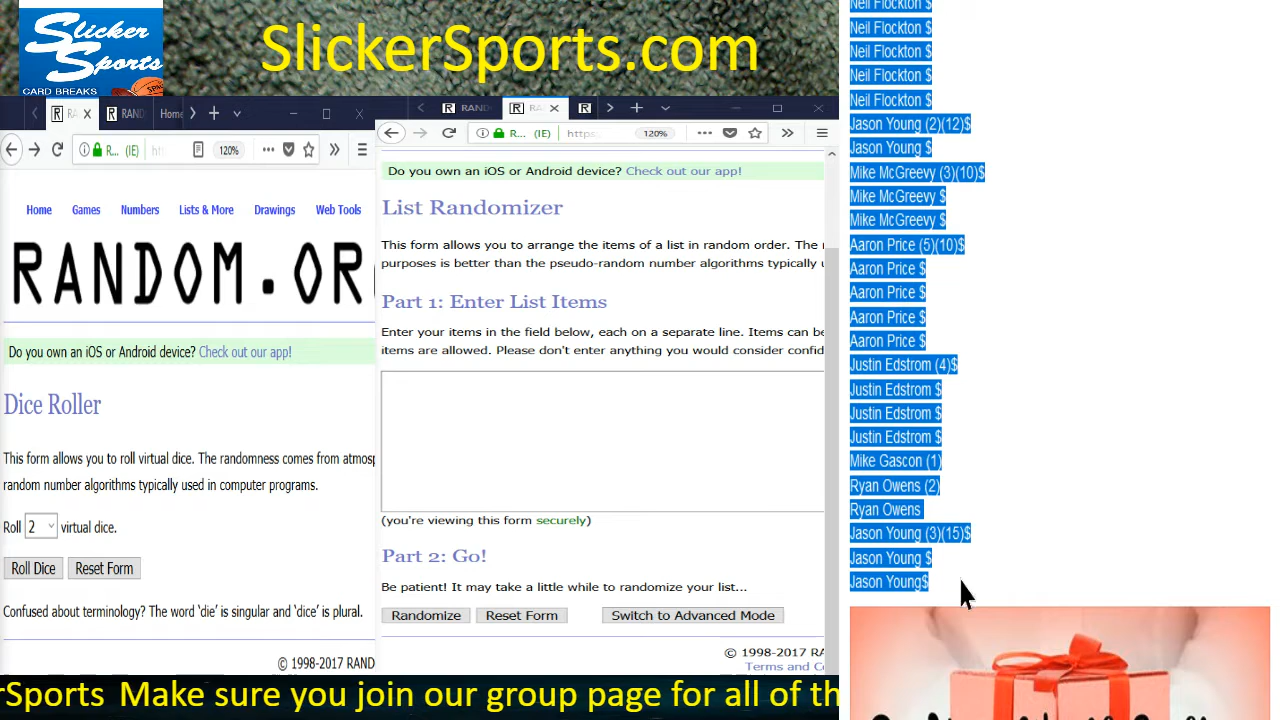 Slicker
Sports
CARD BREAKS
SlickerSports.com
RA
RAND
Home
R... (IE)
120%
Home Games Numbers Lists & More Drawings Web Tools
RANDOM.OR
Do you own an iOS or Android device? Check out our app!
Dice Roller
This form allows you to roll virtual dice. The randomness comes from atmosp
random number algorithms typically used in computer programs.
Roll 2 virtual dice.
Roll Dice Reset Form
Confused about terminology? The word ‘die’ is singular and ‘dice’ is plural.
© 1998-2017 RAND
RAND
RA
R... (IE) https: 120%
Do you own an iOS or Android device? Check out our app!
List Randomizer
This form allows you to arrange the items of a list in random order. The
purposes is better than the pseudo-random number algorithms typically u
Part 1: Enter List Items
Enter your items in the field below, each on a separate line. Items can be
items are allowed. Please don't enter anything you would consider confid
(you're viewing this form securely)
Part 2: Go!
Be patient! It may take a little while to randomize your list...
Randomize Reset Form Switch to Advanced Mode
© 1998-2017 RA
Terms and Co
Neil Flockton $
Neil Flockton $
Neil Flockton $
Neil Flockton $
Neil Flockton $
Jason Young (2)(12)$
Jason Young $
Mike McGreevy (3)(10)$
Mike McGreevy $
Mike McGreevy $
Aaron Price (5)(10)$
Aaron Price $
Aaron Price $
Aaron Price $
Aaron Price $
Justin Edstrom (4)$
Justin Edstrom $
Justin Edstrom $
Justin Edstrom $
Mike Gascon (1)
Ryan Owens (2)
Ryan Owens
Jason Young (3)(15)$
Jason Young $
Jason Young$
rSports Make sure you join our group page for all of th